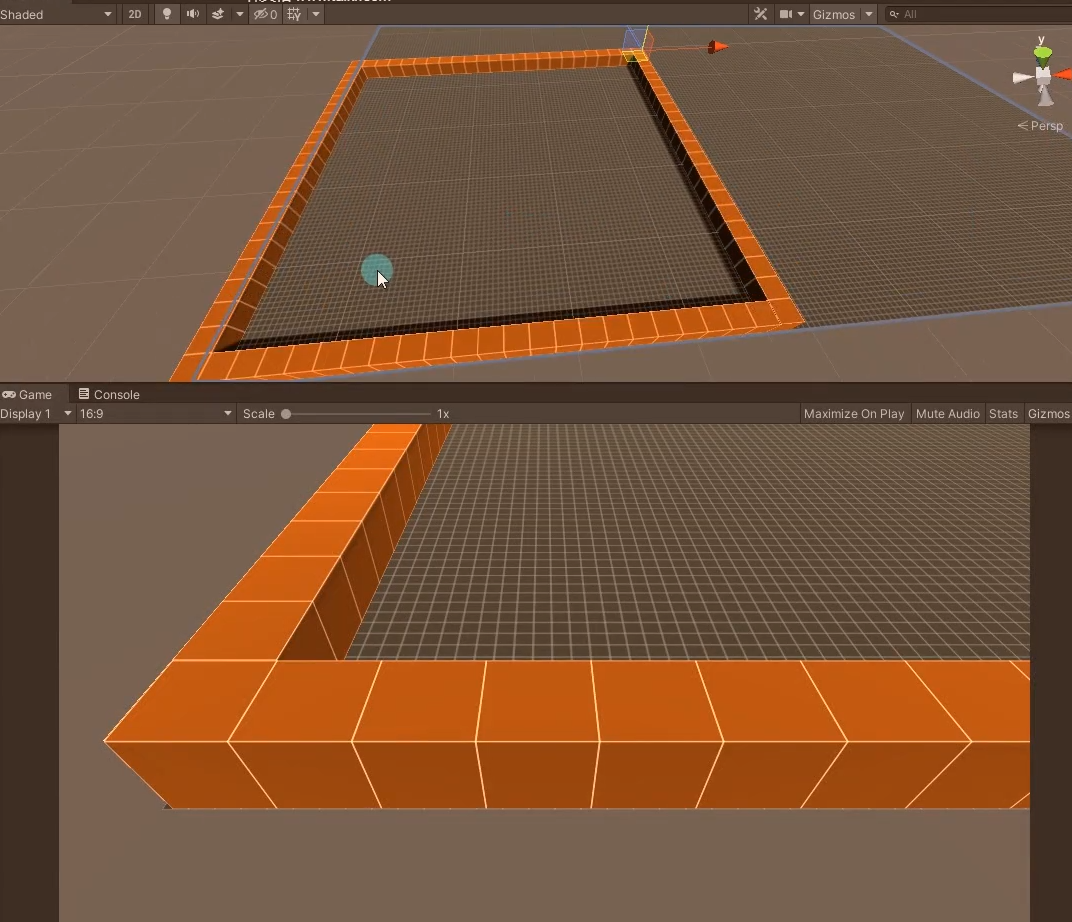 Shaded
2D
0
Gizmos
All
y
Persp
Game
Console
Display 1
16:9
Scale
1x
Maximize On Play
Mute Audio
Stats
Gizmos